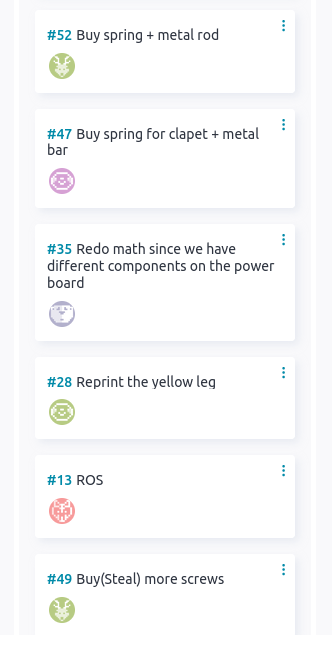 #52 Buy spring + metal rod
#47 Buy spring for clapet + metal
bar
#35 Redo math since we have
different components on the power
board
#28 Reprint the yellow leg
#13 ROS
#49 Buy(Steal) more screws